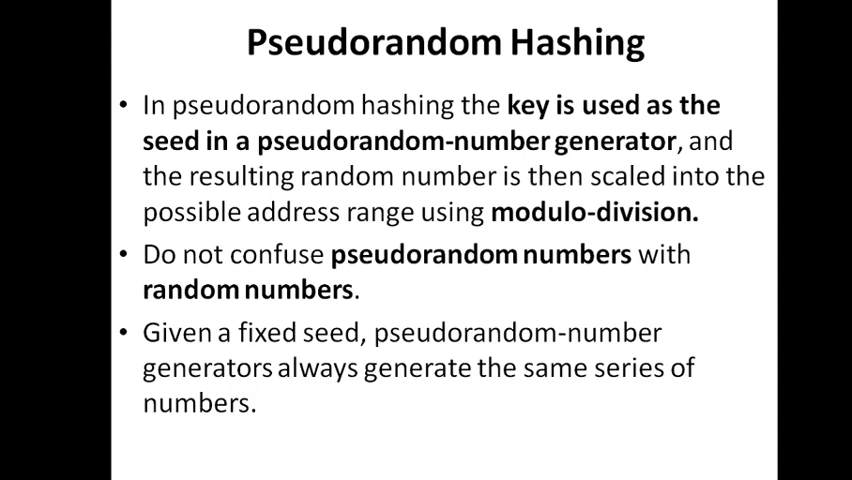 Pseudorandom Hashing
• In pseudorandom hashing the key is used as the
seed in a pseudorandom-number generator, and
the resulting random number is then scaled into the
possible address range using modulo-division.
• Do not confuse pseudorandom numbers with
random numbers.
• Given a fixed seed, pseudorandom-number
generators always generate the same series of
numbers.